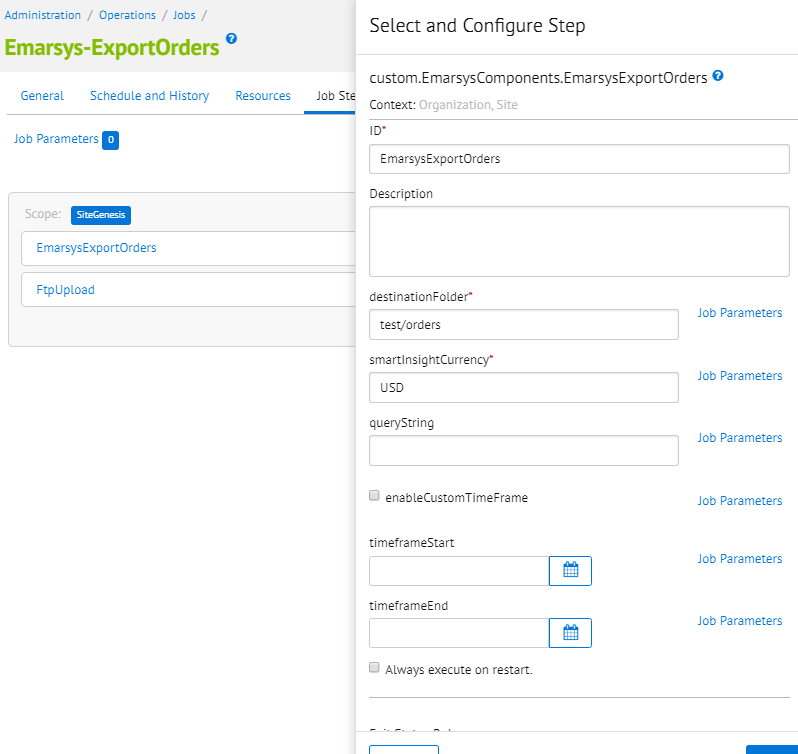 Administration / Operations / Jobs /
Emarsys-ExportOrders ?
General Schedule and History Resources Job Ste
Job Parameters 0
Scope: SiteGenesis
EmarsysExportOrders
FtpUpload
Select and Configure Step
custom.EmarsysComponents.EmarsysExportOrders ?
Context: Organization, Site
ID*
EmarsysExportOrders
Description
destinationFolder*
test/orders Job Parameters
smartInsightCurrency*
USD Job Parameters
queryString
Job Parameters
enableCustomTimeFrame Job Parameters
timeframeStart
Job Parameters
timeframeEnd
Job Parameters
Always execute on restart.